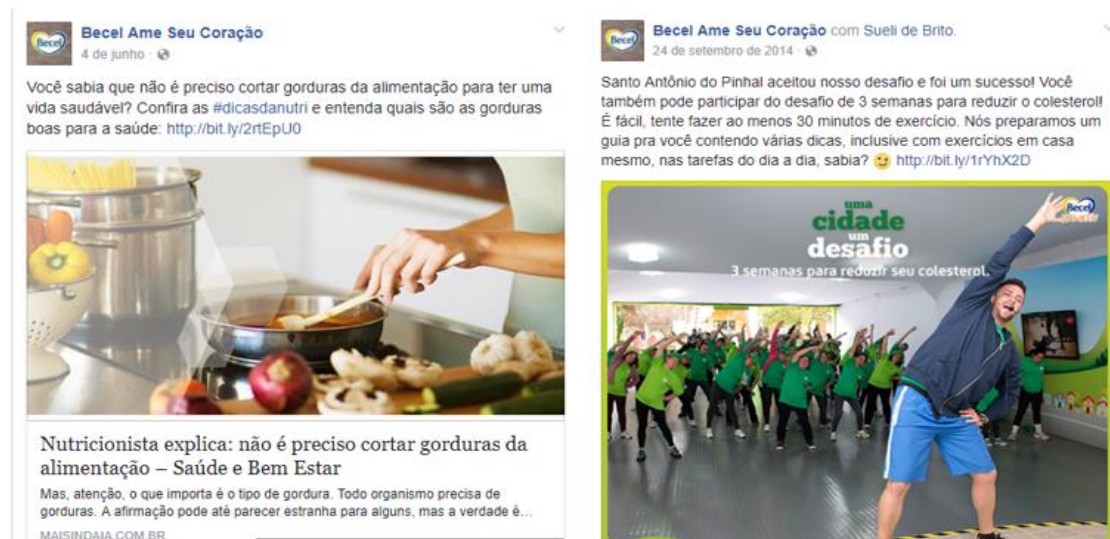 Becel
Becel Ame Seu Coração
4 de junho
Você sabia que não é preciso cortar gorduras da alimentação para ter uma
vida saudável? Confira as #dicasdanutri e entenda quais são as gorduras
boas para a saúde: http://bit.ly/2rtEpU0
Nutricionista explica: não é preciso cortar gorduras da
alimentação – Saúde e Bem Estar
Mas, atenção, o que importa é o tipo de gordura. Todo organismo precisa de
gorduras. A afirmação pode até parecer estranha para alguns, mas a verdade é...
MAISINDAIA.COM.BR
Becel
Becel Ame Seu Coração com Sueli de Brito.
24 de setembro de 2014
Santo Antônio do Pinhal aceitou nosso desafio e foi um sucesso! Você
também pode participar do desafio de 3 semanas para reduzir o colesterol!
É fácil, tente fazer ao menos 30 minutos de exercício. Nós preparamos um
guia pra você contendo várias dicas, inclusive com exercícios em casa
mesmo, nas tarefas do dia a dia, sabia? 😉 http://bit.ly/1rYhX2D
uma
cidade
um
desafio
3 semanas para reduzir seu colesterol.
Becel